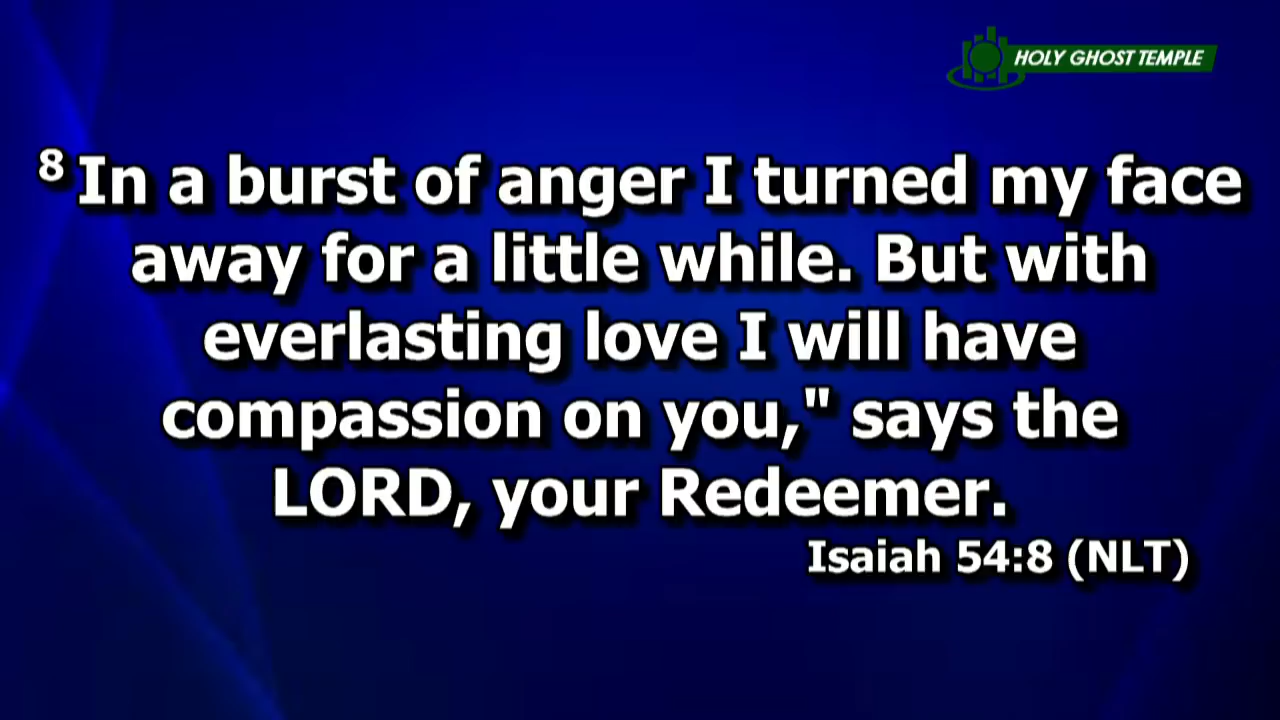 HOLY GHOST TEMPLE
8 In a burst of anger I turned my face
away for a little while. But with
everlasting love I will have
compassion on you," says the
LORD, your Redeemer.
Isaiah 54:8 (NLT)